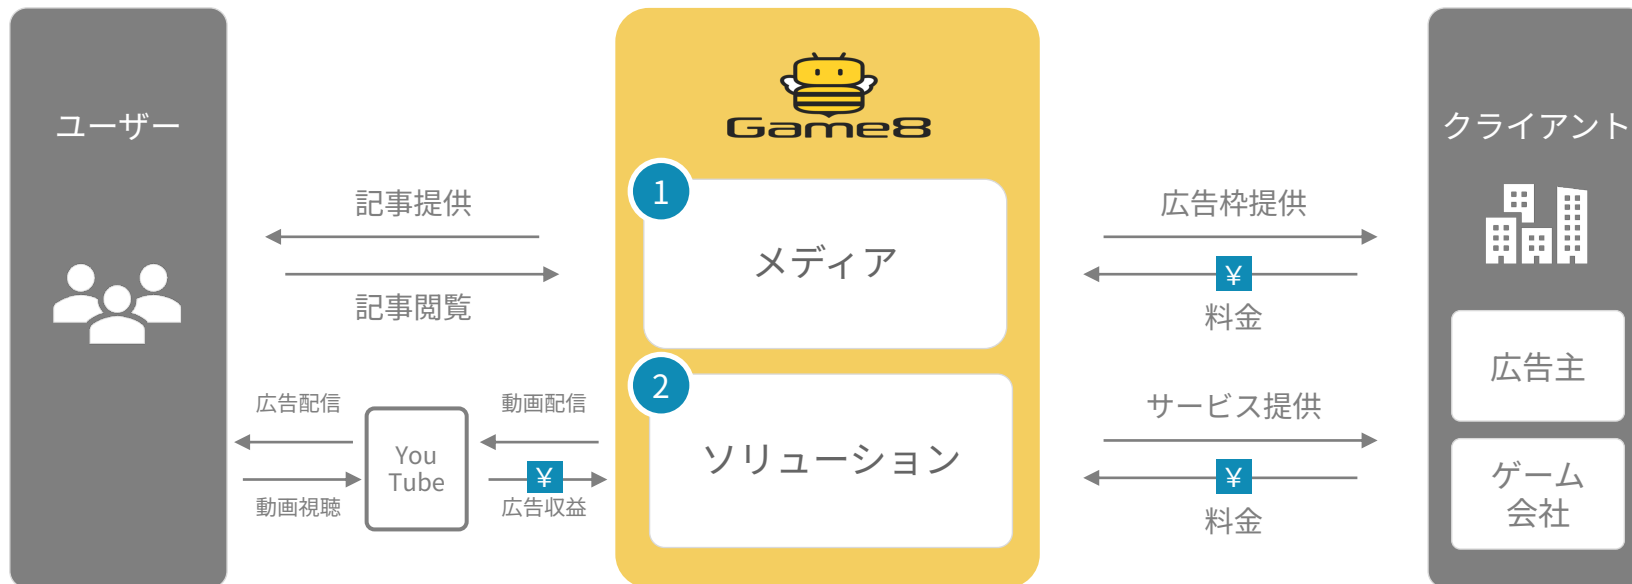 ユーザー
記事提供
記事閲覧
広告配信
動画視聴
You
Tube
動画配信
¥
広告収益
Game8
1
メディア
2
ソリューション
広告枠提供
¥
料金
サービス提供
¥
料金
クライアント
広告主
ゲーム
会社